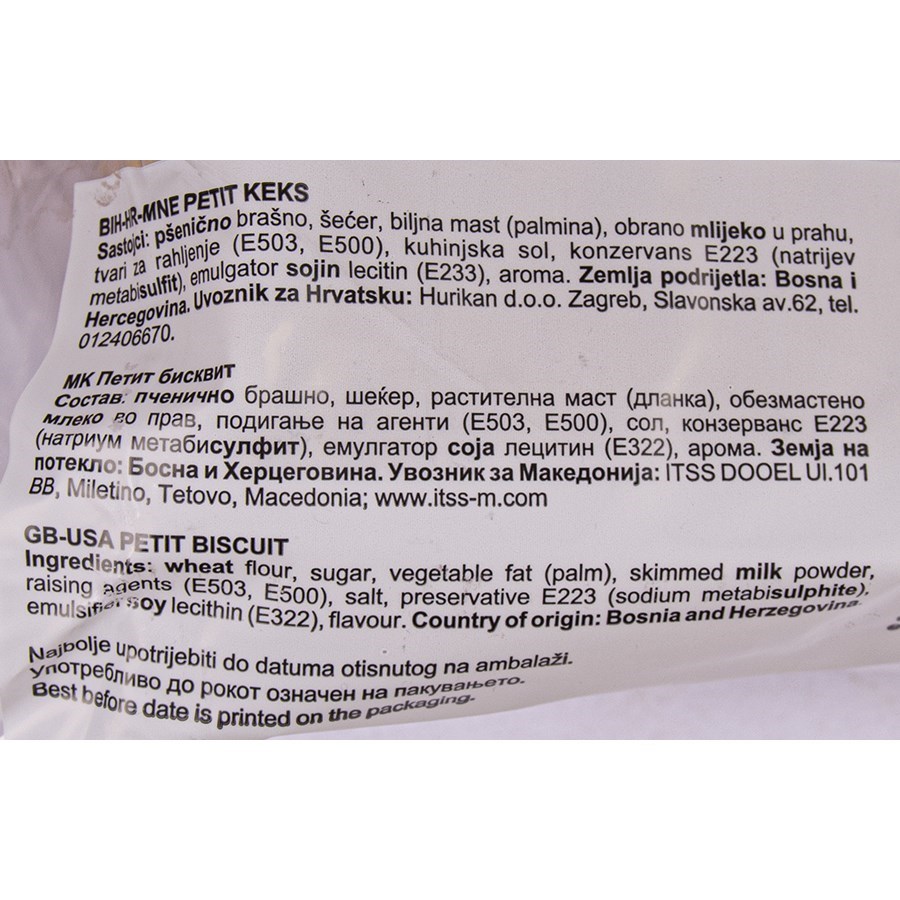 BIH-HR-MNE PETIT KEKS
Sastojci: pšenično brašno, šećer, biljna mast (palmina), obrano mlijeko u prahu,
tvari za rahljenje (E503, E500), kuhinjska sol, konzervans E223 (natrijev
metabisulfit), emulgator sojin lecitin (E233), aroma. Zemlja podrijetla: Bosna i
Hercegovina. Uvoznik za Hrvatsku: Hurikan d.o.o. Zagreb, Slavonska av.62, tel.
012406670.
МК Петит бисквит
Состав: пченично брашно, шеќер, растителна маст (дланка), обезмастено
млеко во прав, подигање на агенти (Е503, Е500), сол, конзерванс Е223
(натриум метабисулфит), емулгатор соја лецитин (Е322), арома. Земја на
потекло: Босна и Херцеговина. Увозник за Македонија: ITSS DOOEL Ul.101
BB, Miletino, Tetovo, Macedonia; www.itss-m.com
GB-USA PETIT BISCUIT
Ingredients: wheat flour, sugar, vegetable fat (palm), skimmed milk powder,
raising agents (E503, E500), salt, preservative E223 (sodium metabisulphite),
emulsifier soy lecithin (E322), flavour. Country of origin: Bosnia and Herzegovina.
Najbolje upotrijebiti do datuma otisnutog na ambalaži.
Употребливо до рокот означен на пакувањето.
Best before date is printed on the packaging.